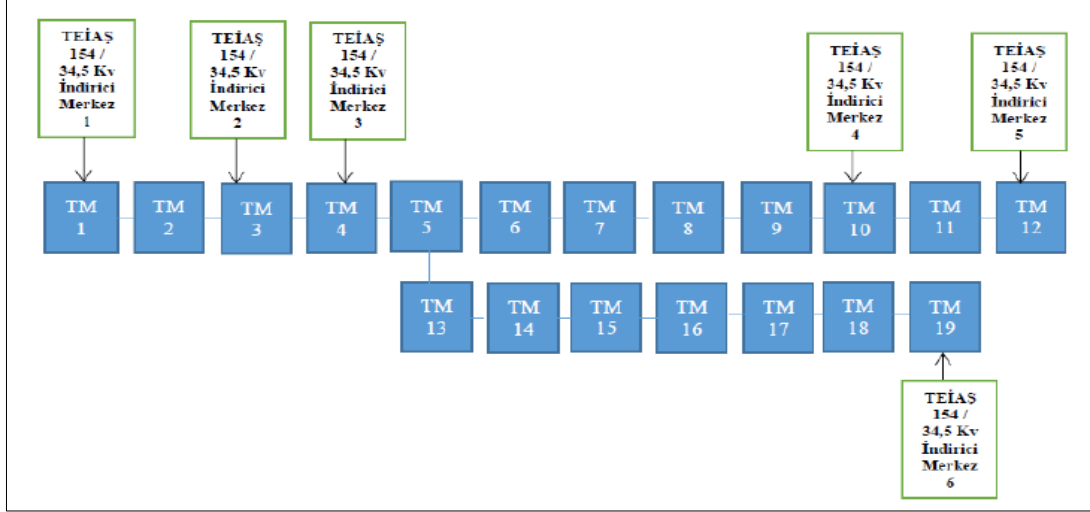 TEİAŞ
154 /
34,5 Kv
İndirici
Merkez
1
TEİAŞ
154 /
34,5 Kv
İndirici
Merkez
2
TEİAŞ
154 /
34,5 Kv
İndirici
Merkez
3
TEİAŞ
154 /
34,5 Kv
İndirici
Merkez
4
TEİAŞ
154 /
34,5 Kv
İndirici
Merkez
5
TM
1
TM
2
TM
3
TM
4
TM
5
TM
6
TM
7
TM
8
TM
9
TM
10
TM
11
TM
12
TM
13
TM
14
TM
15
TM
16
TM
17
TM
18
TM
19
TEİAŞ
154 /
34,5 Kv
İndirici
Merkez
6